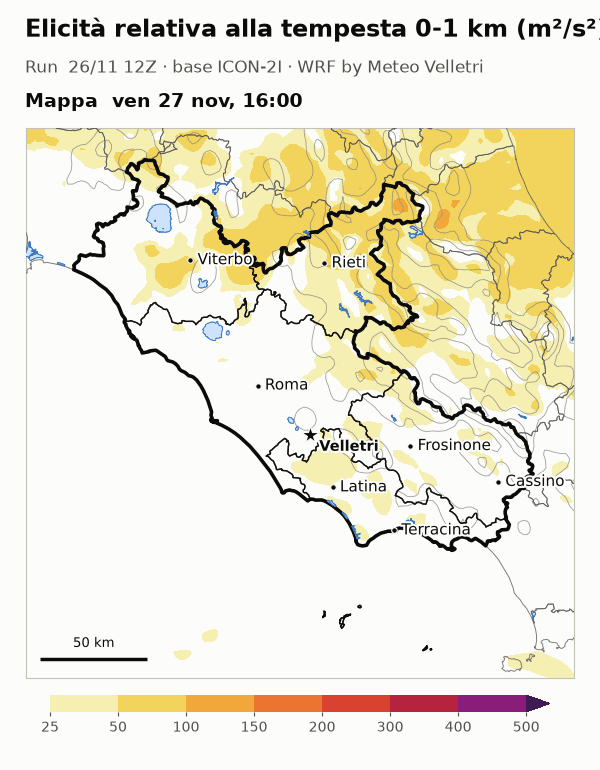 Elicità relativa alla tempesta 0-1 km (m²/s²)
Run 26/11 12Z · base ICON-2I · WRF by Meteo Velletri
Mappa ven 27 nov, 16:00
Viterbo
Rieti
Roma
Velletri
Frosinone
Latina
Cassino
Terracina
50 km
25 50 100 150 200 300 400 500